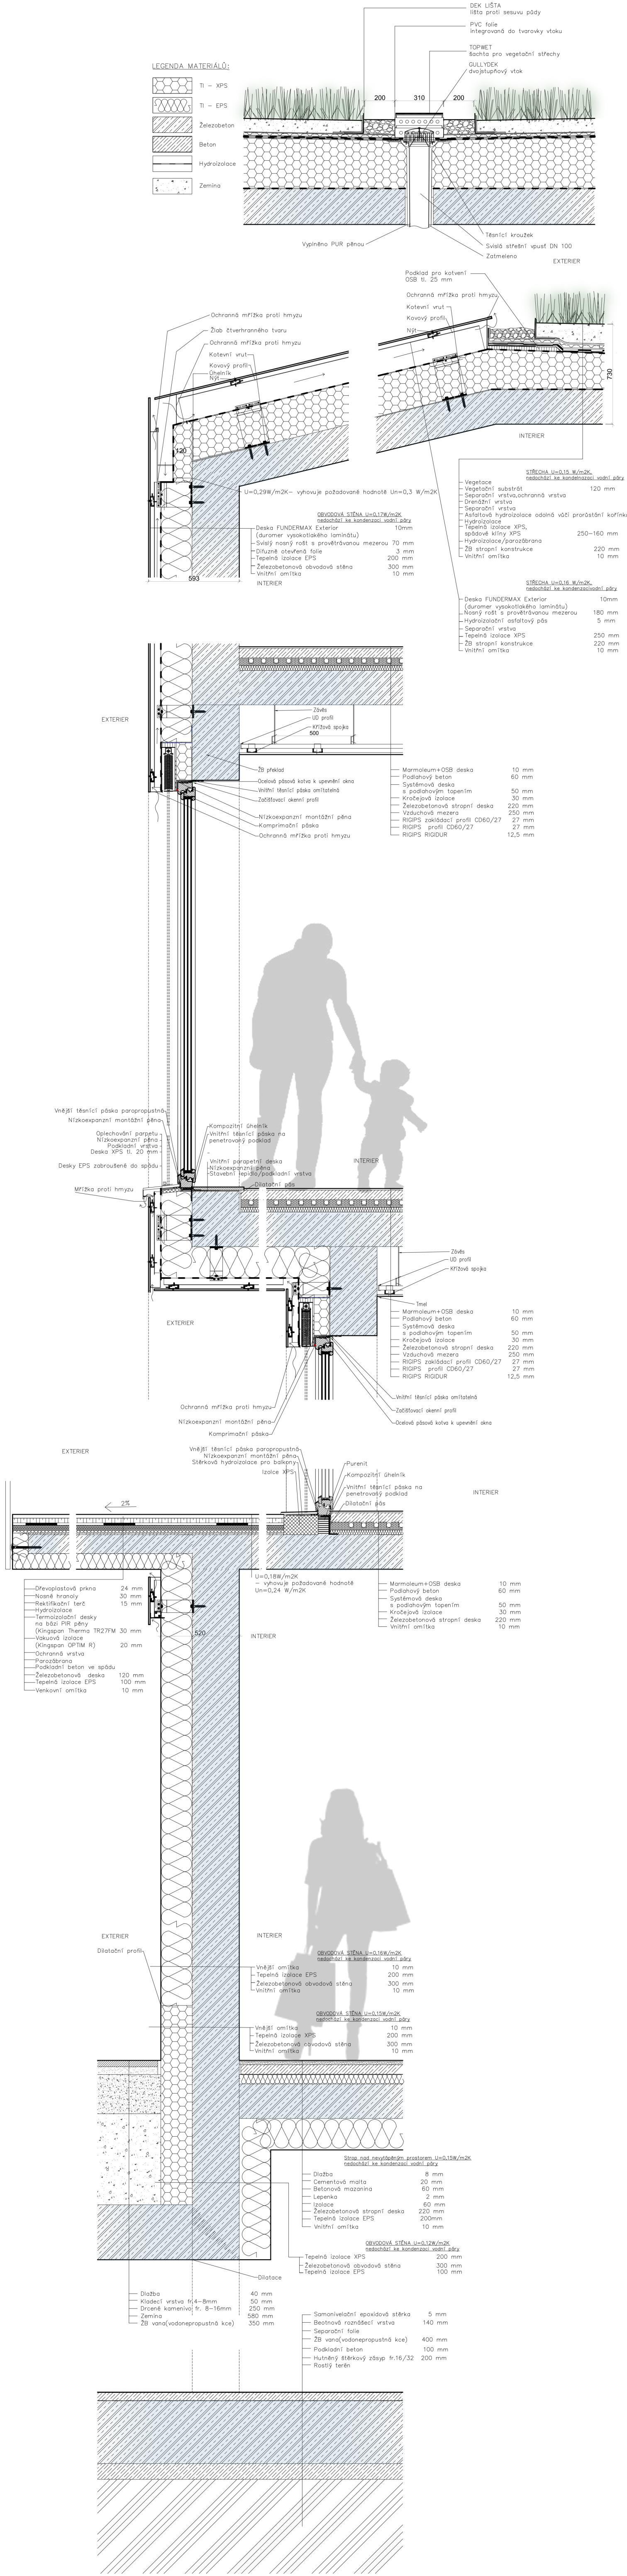 DEK LIŠTA
lišta proti sesuvu půdy
PVC folie
integrovaná do tvarovky vtoku
TOPWET
šachta pro vegetační střechy
GULLYDEK
dvojstupňový vtok
LEGENDA MATERIÁLŮ:
TI – XPS
TI – EPS
Železobeton
Beton
Hydroizolace
Zemina
200
310
200
Těsnící kroužek
Svislá střešní vpusť DN 100
Zatmeleno
Vyplněno PUR pěnou
EXTERIER
Podklad pro kotvení
OSB tl. 25 mm
Ochranná mřížka proti hmyzu
Kotevní vrut
Kovový profil
Nýt
730
INTERIER
Ochranná mřížka proti hmyzu
Žlab čtverhranného tvaru
Ochranná mřížka proti hmyzu
Kotevní vrut
Kovový profil
Úhelník
Nýt
120
U=0,29W/m2K– vyhovuje požadované hodnotě Un=0,3 W/m2K
OBVODOVÁ STĚNA U=0,17W/m2K
nedochází ke kondenzaci vodní páry
Deska FUNDERMAX Exterior 10mm
(duromer vysokotlakého laminátu)
Svislý nosný rošt s provětrávanou mezerou 70 mm
Difuzně otevřená folie 3 mm
Tepelná izolace EPS 200 mm
Železobetonová obvodová stěna 300 mm
Vnitřní omítka 10 mm
593
INTERIER
STŘECHA U=0,15 W/m2K,
nedochází ke kondenazaci vodní páry
Vegetace
Vegetační substrát 120 mm
Separační vrstva,ochranná vrstva
Drenážní vrstva
Separační vrstva
Asfaltová hydroizolace odolná vůči prorůstání kořínků
Hydroizolace
Tepelná izolace XPS,
spádové klíny XPS 250–160 mm
Hydroizolace/parozábrana
ŽB stropní konstrukce 220 mm
Vnitřní omítka 10 mm
STŘECHA U=0,16 W/m2K,
nedochází ke kondenzacivodní páry
Deska FUNDERMAX Exterior 10mm
(duromer vysokotlakého laminátu)
Nosný rošt s provětrávanou mezerou 180 mm
Hydroizolační asfaltový pás 5 mm
Separační vrstva
Tepelná izolace XPS 250 mm
ŽB stropní konstrukce 220 mm
Vnitřní omítka 10 mm
EXTERIER
Závěs
UD profil
Křížová spojka
500
ŽB překlad
Ocelová pásová kotva k upevnění okna
Vnitřní těsnící páska omítatelná
Začišťovací okenní profil
Nízkoexpanzní montážní pěna
Komprimační páska
Ochranná mřížka proti hmyzu
Marmoleum+OSB deska 10 mm
Podlahový beton 60 mm
Systémová deska
s podlahovým topením 50 mm
Kročejová izolace 30 mm
Železobetonová stropní deska 220 mm
Vzduchová mezera 250 mm
RIGIPS zakládací profil CD60/27 27 mm
RIGIPS profil CD60/27 27 mm
RIGIPS RIGIDUR 12,5 mm
Vnější těsnící páska paropropustná
Nízkoexpanzní montážní pěna
Oplechování parpetu
Nízkoexpanzní pěna
Podkladní vrstva
Deska XPS tl. 20 mm
Desky EPS zabroušené do spádu
Mřížka proti hmyzu
Kompozitní úhelník
Vnitřní těsnící páska na
penetrovaný podklad
Vnitřní parapetní deska
Nízkoexpanzní pěna
Stavební lepidlo/podkladní vrstva
Dilatační pás
INTERIER
Závěs
UD profil
Křížová spojka
Tmel
EXTERIER
Marmoleum+OSB deska 10 mm
Podlahový beton 60 mm
Systémová deska
s podlahovým topením 50 mm
Kročejová izolace 30 mm
Železobetonová stropní deska 220 mm
Vzduchová mezera 250 mm
RIGIPS zakládací profil CD60/27 27 mm
RIGIPS profil CD60/27 27 mm
RIGIPS RIGIDUR 12,5 mm
Vnitřní těsnící páska omítatelná
Začišťovací okenní profil
Ocelová pásová kotva k upevnění okna
Ochranná mřížka proti hmyzu
Nízkoexpanzní montážní pěna
Komprimační páska
EXTERIER
Vnější těsnící páska paropropustná
Nízkoexpanzní montážní pěna
Stěrková hydroizolace pro balkony
Izolce XPS
Purenit
Kompozitní úhelník
Vnitřní těsnící páska na
penetrovaný podklad
Dilatační pás
INTERIER
2%
U=0,18W/m2K
– vyhovuje požadované hodnotě
Un=0,24 W/m2K
Dřevoplastová prkna 24 mm
Nosné hranoly 30 mm
Rektifikační terč 15 mm
Hydroizolace
Termoizolační desky
na bázi PIR pěny
(Kingspan Therma TR27FM 30 mm
Vakuová izolace
(Kingspan OPTIM R) 20 mm
Ochranná vrstva
Parozábrana
Podkladní beton ve spádu
Železobetonová deska 120 mm
Tepelná izolace EPS 100 mm
Venkovní omítka 10 mm
Marmoleum+OSB deska 10 mm
Podlahový beton 60 mm
Systémová deska
s podlahovým topením 50 mm
Kročejová izolace 30 mm
Železobetonová stropní deska 220 mm
Vnitřní omítka 10 mm
520
INTERIER
EXTERIER
INTERIER
Dilatační profil
OBVODOVÁ STĚNA U=0,16W/m2K
nedochází ke kondenzaci vodní páry
Vnější omítka 10 mm
Tepelná izolace EPS 200 mm
Železobetonová obvodová stěna 300 mm
Vnitřní omítka 10 mm
OBVODOVÁ STĚNA U=0,15W/m2K
nedochází ke kondenzaci vodní páry
Vnější omítka 10 mm
Tepelná izolace XPS 200 mm
Železobetonová obvodová stěna 300 mm
Vnitřní omítka 10 mm
Strop nad nevytápěným prostorem U=0,15W/m2K
nedochází ke kondenzaci vodní páry
Dlažba 8 mm
Cementová malta 20 mm
Betonová mazanina 60 mm
Lepenka 2 mm
Izolace 60 mm
Železobetonová stropní deska 220 mm
Tepelná izolace EPS 200mm
Vnitřní omítka 10 mm
OBVODOVÁ STĚNA U=0,12W/m2K
nedochází ke kondenzaci vodní páry
Tepelná izolace XPS 200 mm
Železobetonová obvodová stěna 300 mm
Tepelná izolace EPS 100 mm
Dilatace
Dlažba 40 mm
Kladecí vrstva fr.4–8mm 50 mm
Drcené kamenivo fr. 8–16mm 250 mm
Zemina 580 mm
ŽB vana(vodonepropustná kce) 350 mm
Samonivelační epoxidová stěrka 5 mm
Beotnová roznášecí vrstva 140 mm
Separační folie
ŽB vana(vodonepropustná kce) 400 mm
Podkladní beton 100 mm
Hutněný štěrkový zásyp fr.16/32 200 mm
Rostlý terén